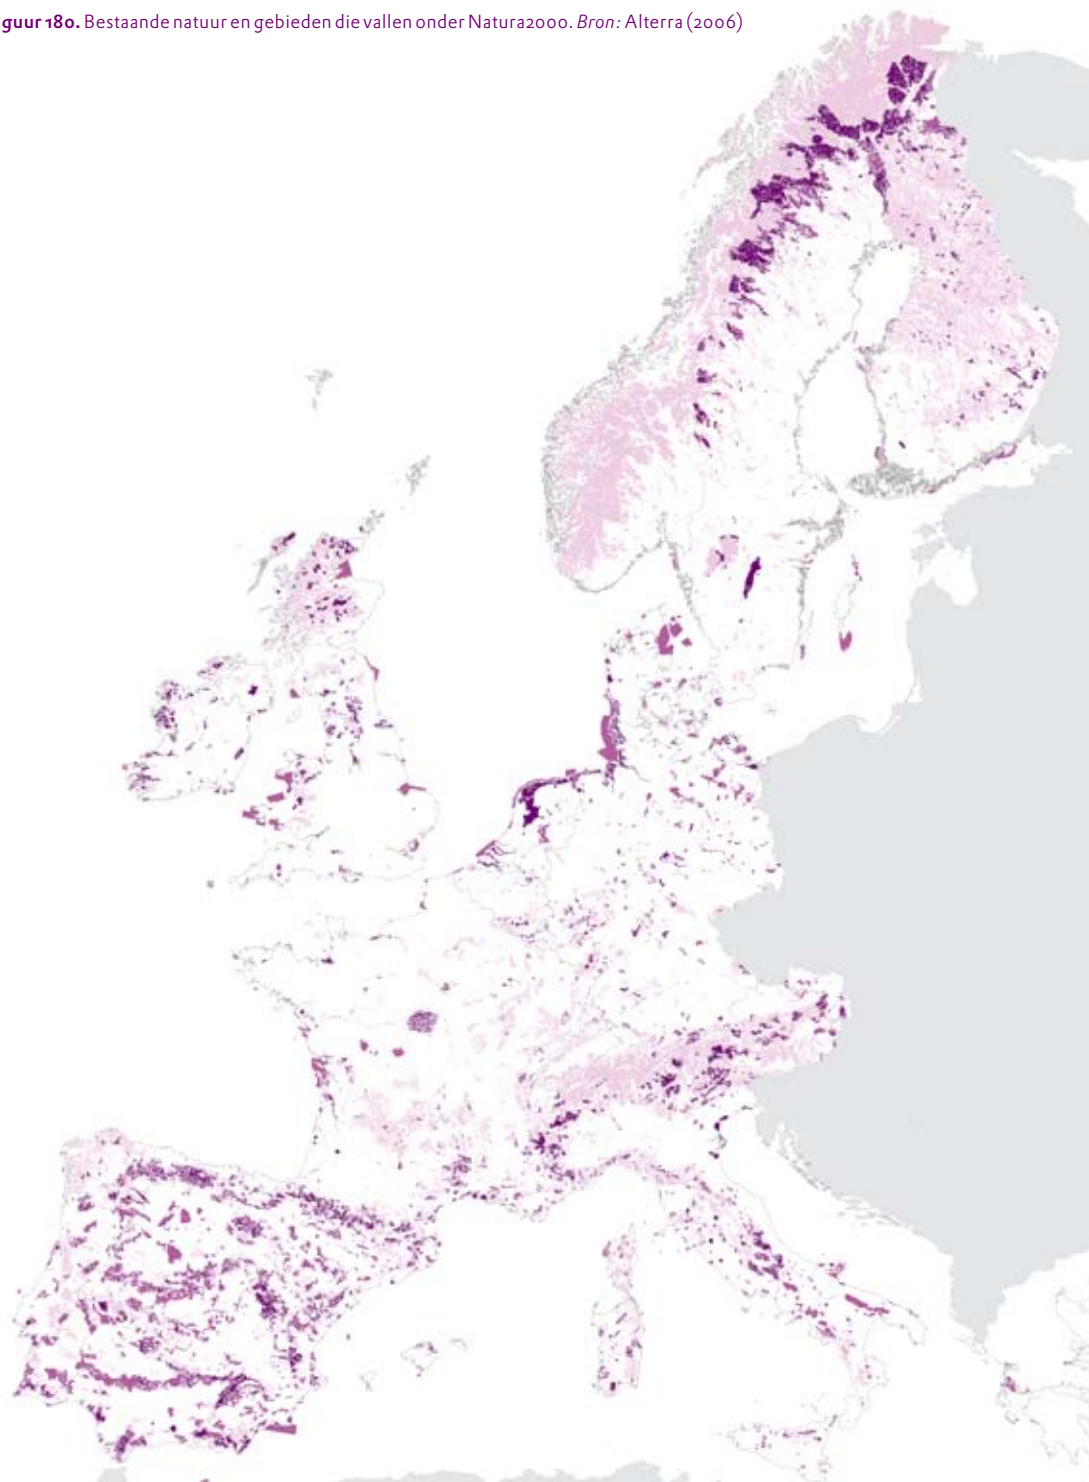 guur 180. Bestaande natuur en gebieden die vallen onder Natura2000. Bron: Alterra (2006)